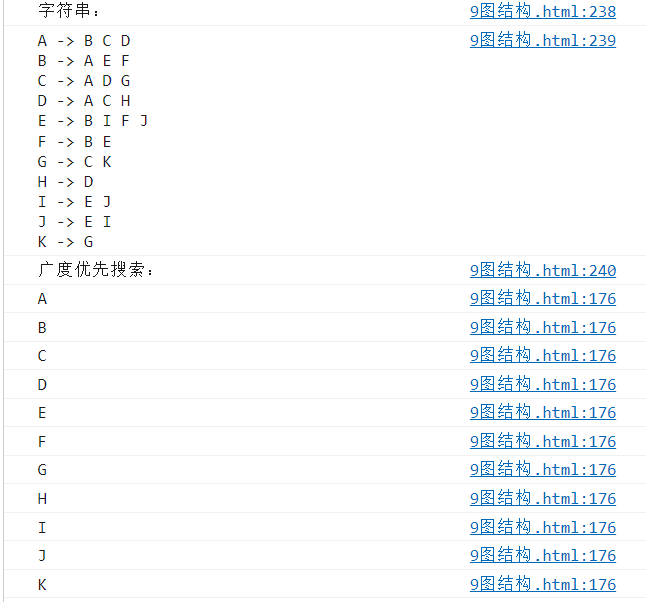 字符串: 9图结构.html:238
A -> B C D 9图结构.html:239
B -> A E F
C -> A D G
D -> A C H
E -> B I F J
F -> B E
G -> C K
H -> D
I -> E J
J -> E I
K -> G
广度优先搜索: 9图结构.html:240
A 9图结构.html:176
B 9图结构.html:176
C 9图结构.html:176
D 9图结构.html:176
E 9图结构.html:176
F 9图结构.html:176
G 9图结构.html:176
H 9图结构.html:176
I 9图结构.html:176
J 9图结构.html:176
K 9图结构.html:176